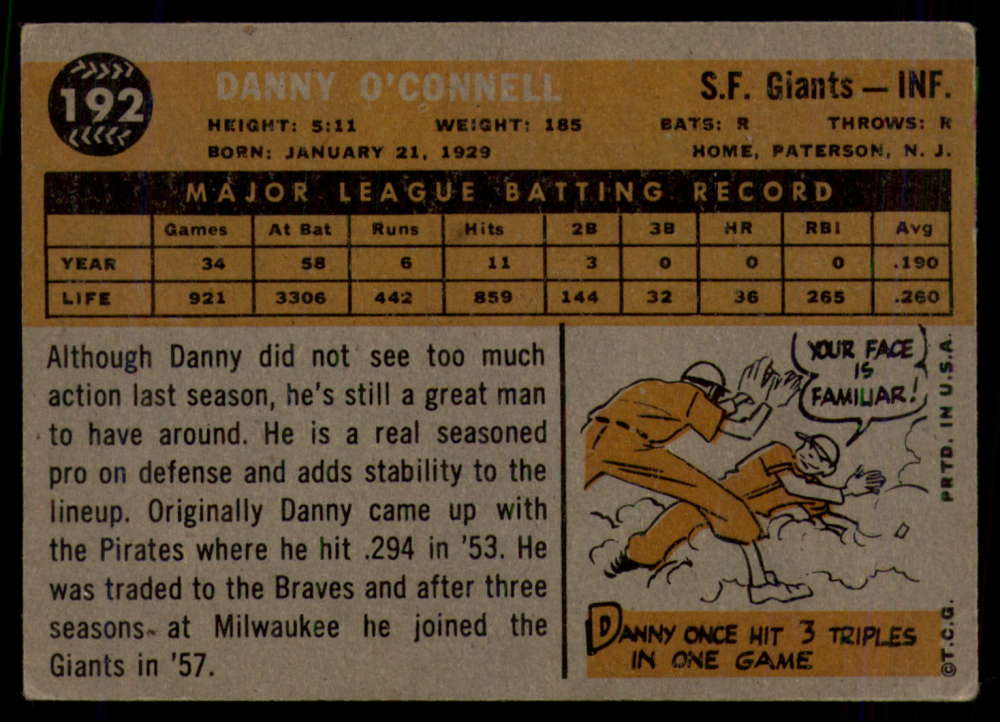 192
DANNY O'CONNELL
S.F. Giants — INF.
HEIGHT: 5:11 WEIGHT: 185 BATS: R THROWS: R
BORN: JANUARY 21, 1929 HOME, PATERSON, N. J.
MAJOR LEAGUE BATTING RECORD
Games At Bat Runs Hits 2B 3B HR RBI Avg
YEAR 34 58 6 11 3 0 0 0 .190
LIFE 921 3306 442 859 144 32 36 265 .260
Although Danny did not see too much
action last season, he's still a great man
to have around. He is a real seasoned
pro on defense and adds stability to the
lineup. Originally Danny came up with
the Pirates where he hit .294 in '53. He
was traded to the Braves and after three
seasons at Milwaukee he joined the
Giants in '57.
YOUR FACE
IS
FAMILIAR!
DANNY ONCE HIT 3 TRIPLES
IN ONE GAME
©T.C.G. PRTD. IN U.S.A.